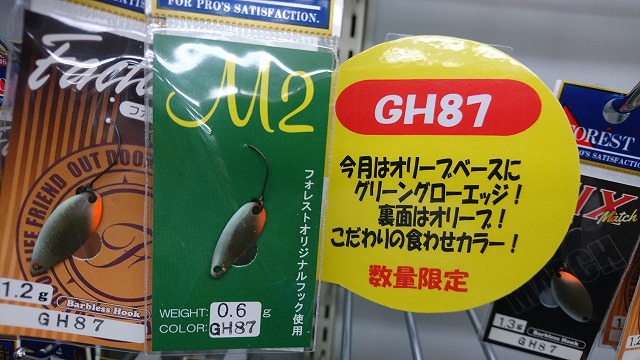 FOR PRO'S SATISFACTION.
Fact
ファ
1.2g
Barbless Hook
GH87
FOR PRO'S SATISFACTION.
M2
フォレストオリジナルフック使用
WEIGHT: 0.6 g
COLOR: GH87
GH87
今月はオリーブベースに
グリーングローエッジ！
裏面はオリーブ！
こだわりの食わせカラー！
数量限定
FOREST
Match
1.3g
Barbless Hook
GH87